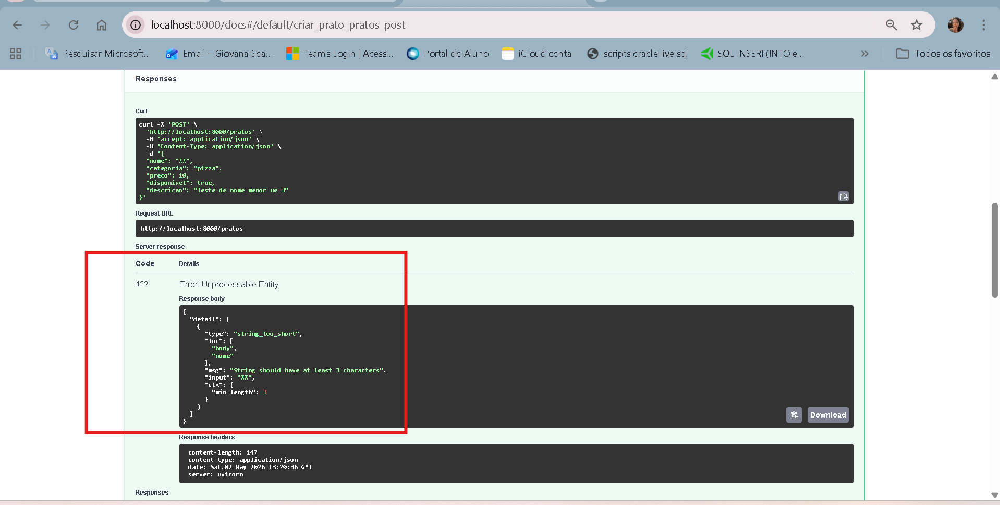 localhost:8000/docs#/default/criar_prato_pratos_post
Pesquisar Microsoft...
Email – Giovana Soa...
Teams Login | Acess...
Portal do Aluno
iCloud conta
scripts oracle live sql
SQL INSERT(INTO e...
»
Todos os favoritos
Responses
Curl
curl -X 'POST' \
'http://localhost:8000/pratos' \
-H 'accept: application/json' \
-H 'Content-Type: application/json' \
-d '{
"nome": "XX",
"categoria": "pizza",
"preco": 10,
"disponivel": true,
"descricao": "Teste de nome menor ue 3"
}'
Request URL
http://localhost:8000/pratos
Server response
Code Details
422 Error: Unprocessable Entity
Response body
{
"detail": [
{
"type": "string_too_short",
"loc": [
"body",
"nome"
],
"msg": "String should have at least 3 characters",
"input": "XX",
"ctx": {
"min_length": 3
}
}
]
}
Download
Response headers
content-length: 147
content-type: application/json
date: Sat,02 May 2026 13:20:36 GMT
server: uvicorn
Responses